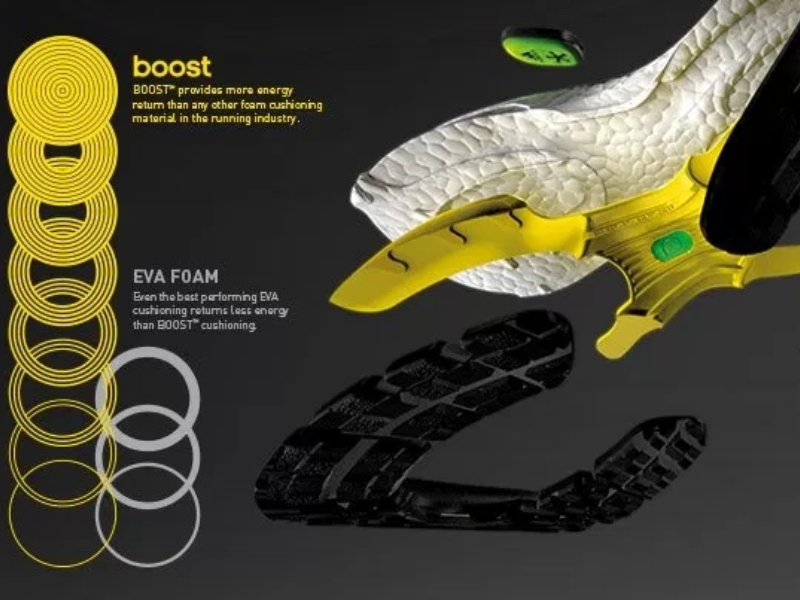 boost
BOOST™ provides more energy
return than any other foam cushioning
material in the running industry.
EVA FOAM
Even the best performing EVA
cushioning returns less energy
than BOOST™ cushioning.